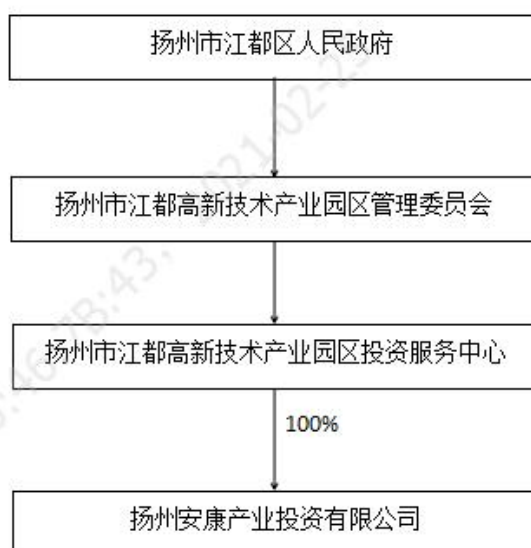 扬州市江都区人民政府
扬州市江都高新技术产业园区管理委员会
扬州市江都高新技术产业园区投资服务中心
100%
扬州安康产业投资有限公司